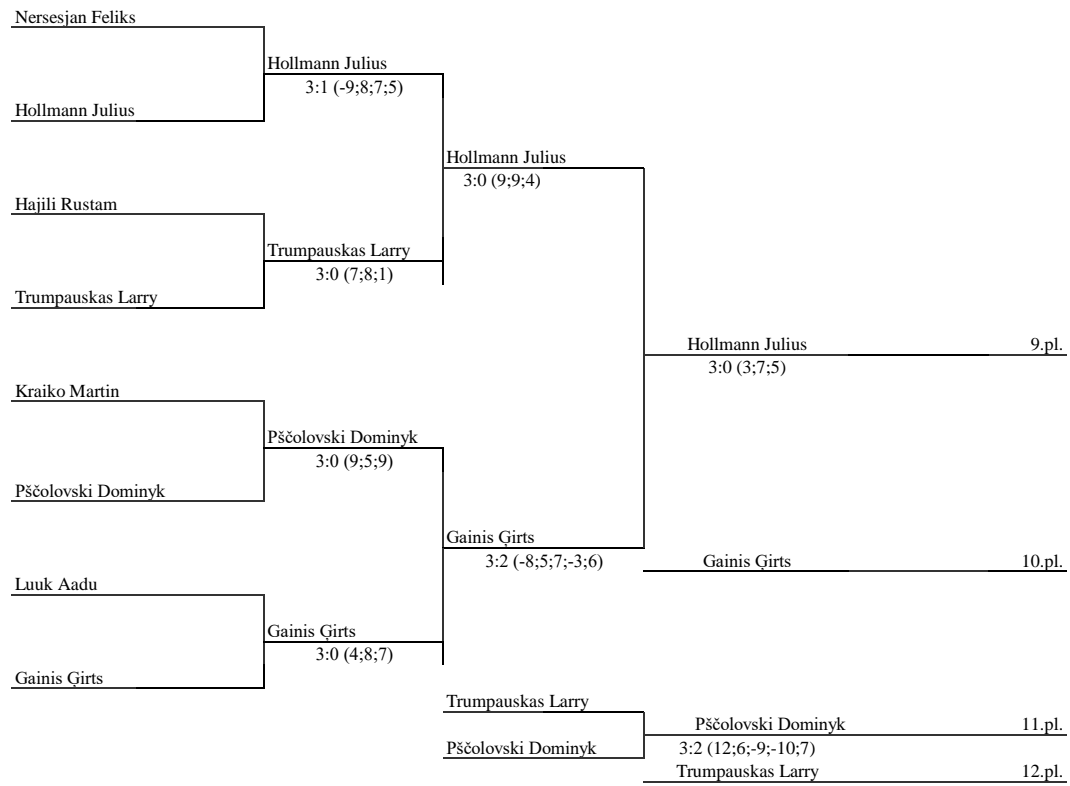 Nersesjan Feliks
Hollmann Julius
3:1 (-9;8;7;5)
Hollmann Julius
Hollmann Julius
3:0 (9;9;4)
Hajili Rustam
Trumpauskas Larry
3:0 (7;8;1)
Trumpauskas Larry
Hollmann Julius 9.pl.
3:0 (3;7;5)
Kraiko Martin
Pščolovski Dominyk
3:0 (9;5;9)
Pščolovski Dominyk
Gainis Ģirts
3:2 (-8;5;7;-3;6)
Gainis Ģirts 10.pl.
Luuk Aadu
Gainis Ģirts
3:0 (4;8;7)
Gainis Ģirts
Trumpauskas Larry
Pščolovski Dominyk 11.pl.
Pščolovski Dominyk 3:2 (12;6;-9;-10;7)
Trumpauskas Larry 12.pl.